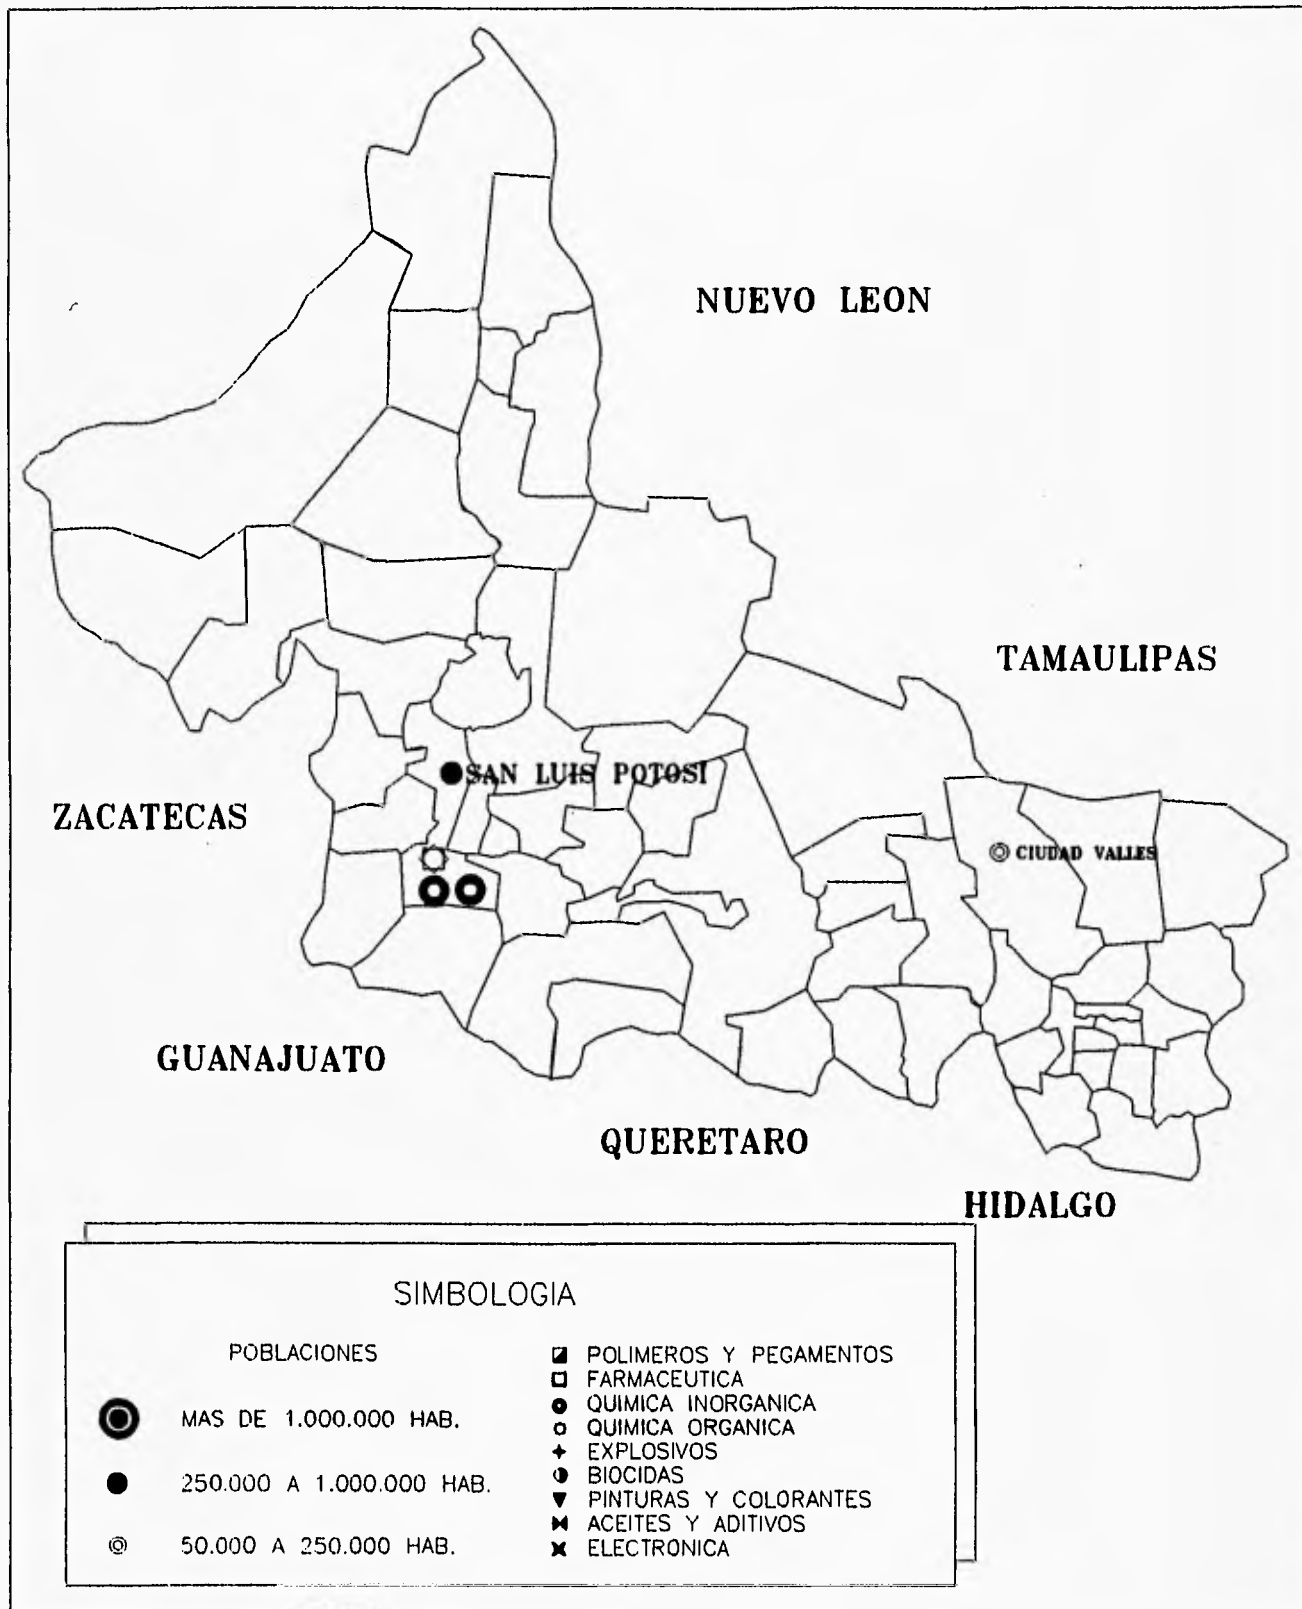 NUEVO LEON
TAMAULIPAS
SAN LUIS POTOSI
ZACATECAS
CIUDAD VALLES
GUANAJUATO
QUERETARO
HIDALGO
SIMBOLOGIA
POBLACIONES
MAS DE 1.000.000 HAB.
250.000 A 1.000.000 HAB.
50.000 A 250.000 HAB.
POLIMEROS Y PEGAMENTOS
FARMACEUTICA
QUIMICA INORGANICA
QUIMICA ORGANICA
EXPLOSIVOS
BIOCIDAS
PINTURAS Y COLORANTES
ACEITES Y ADITIVOS
ELECTRONICA